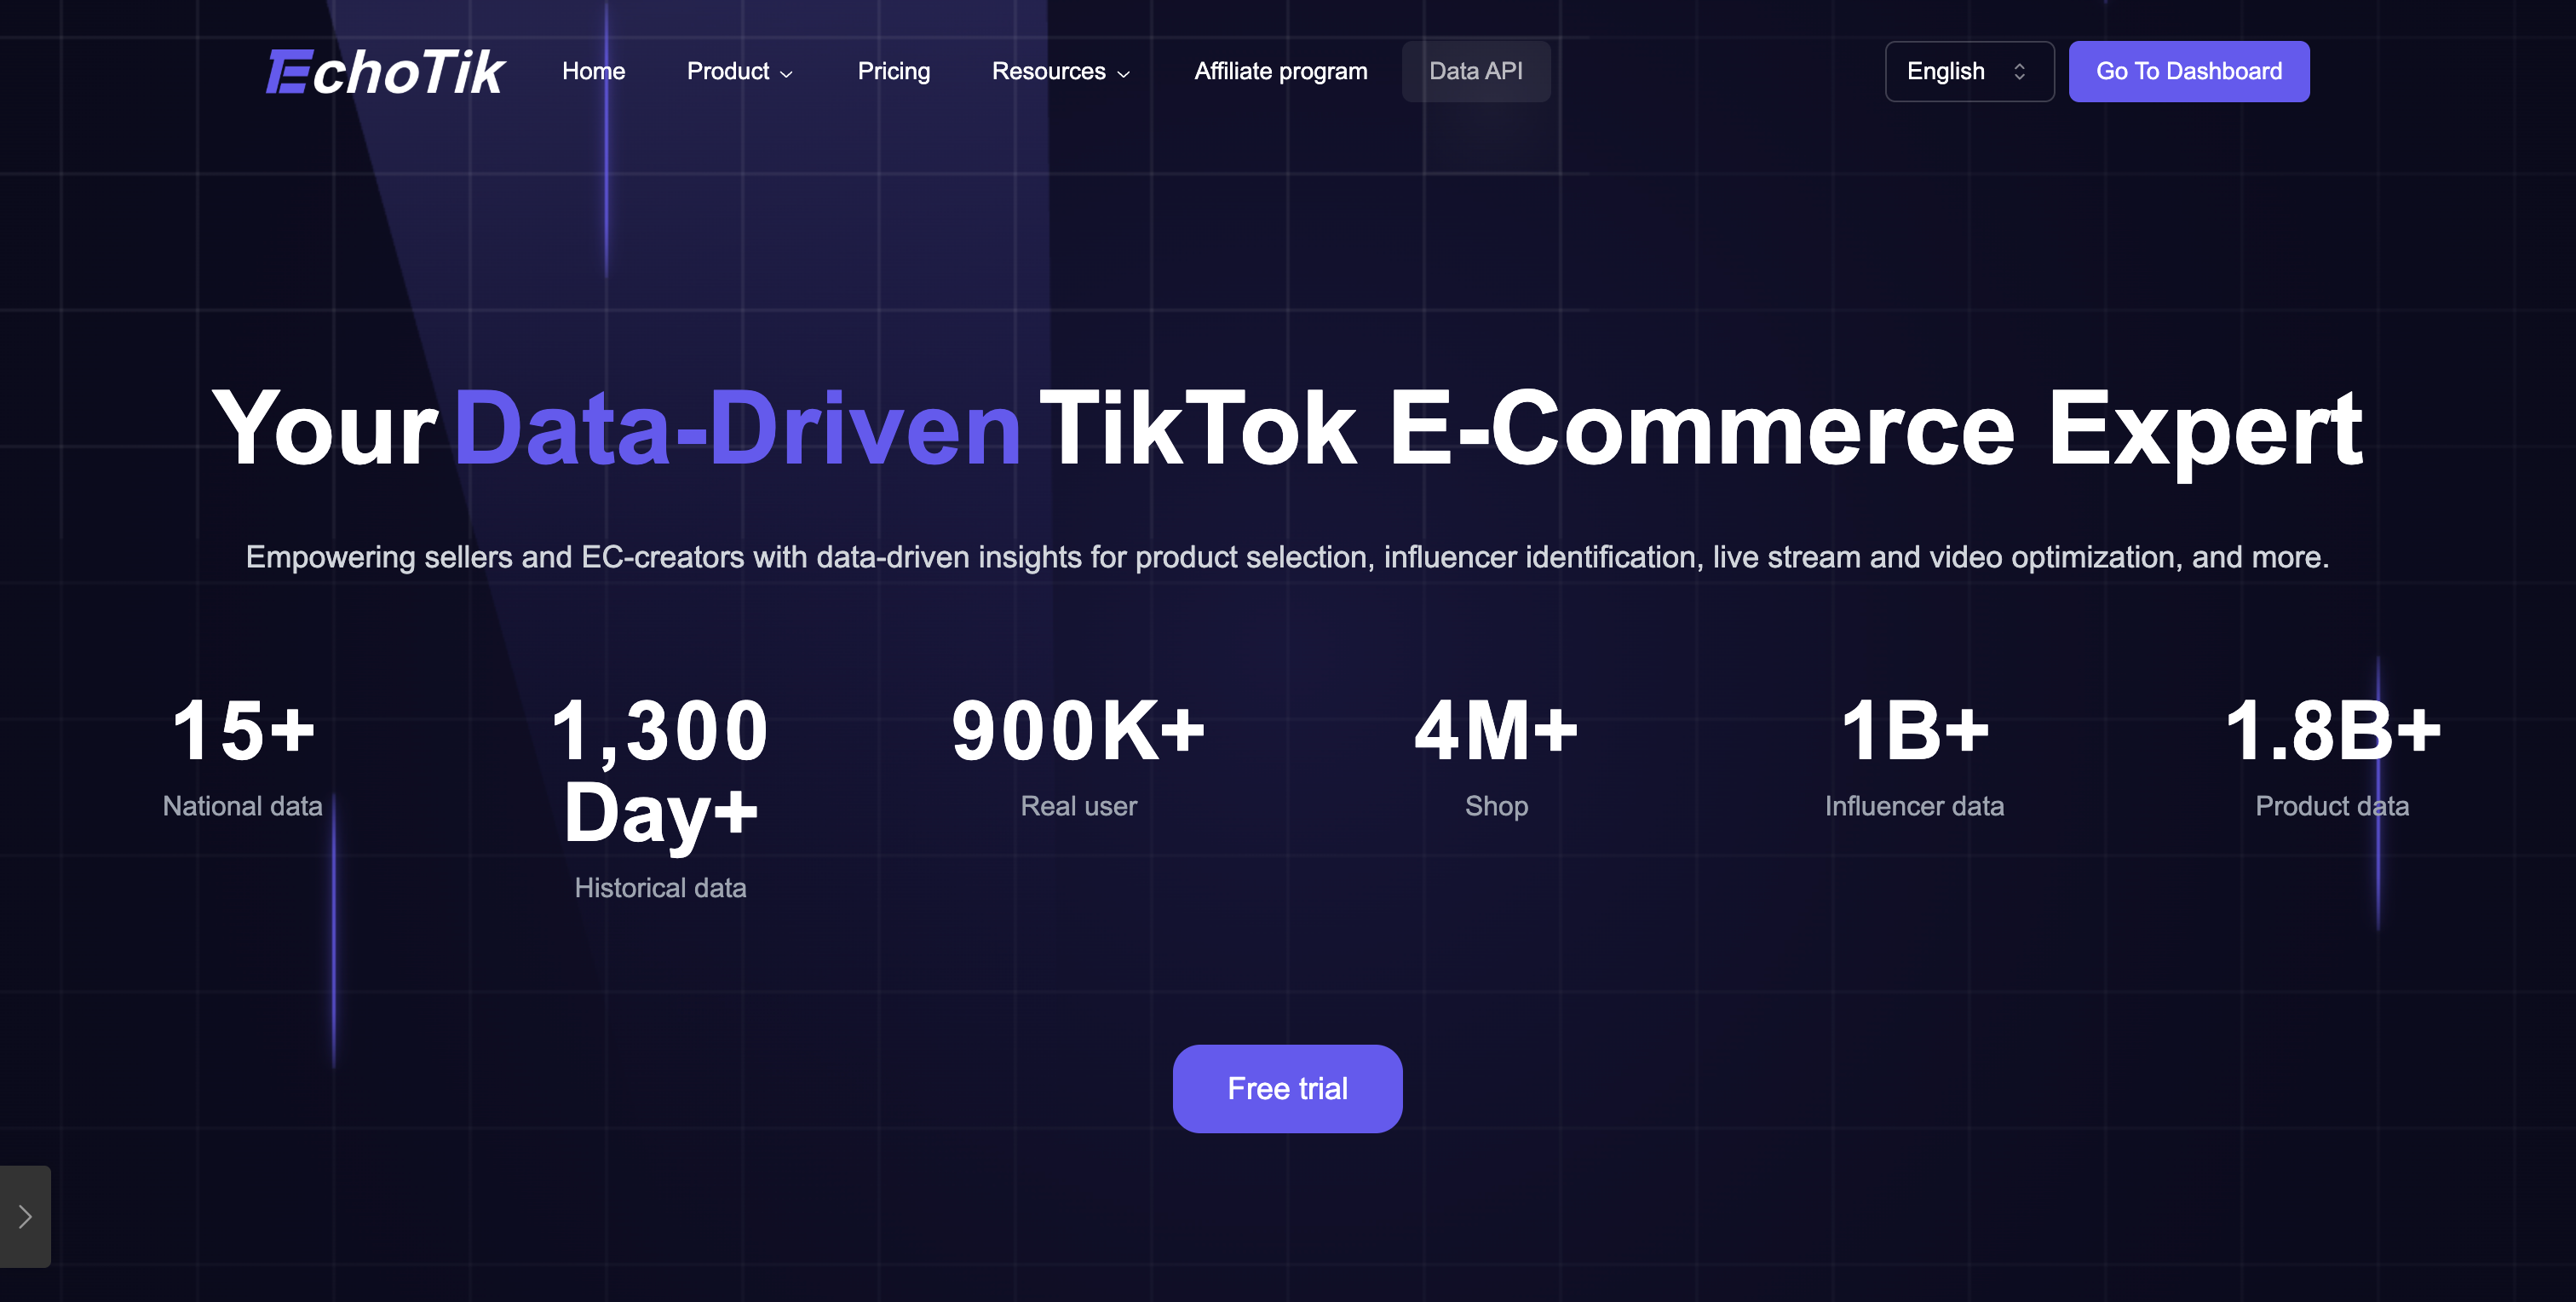 EchoTik
Home
Product
Pricing
Resources
Affiliate program
Data API
English
Go To Dashboard
Your Data-Driven TikTok E-Commerce Expert
Empowering sellers and EC-creators with data-driven insights for product selection, influencer identification, live stream and video optimization, and more.
15+
National data
1,300
Day+
Historical data
900K+
Real user
4M+
Shop
1B+
Influencer data
1.8B+
Product data
Free trial